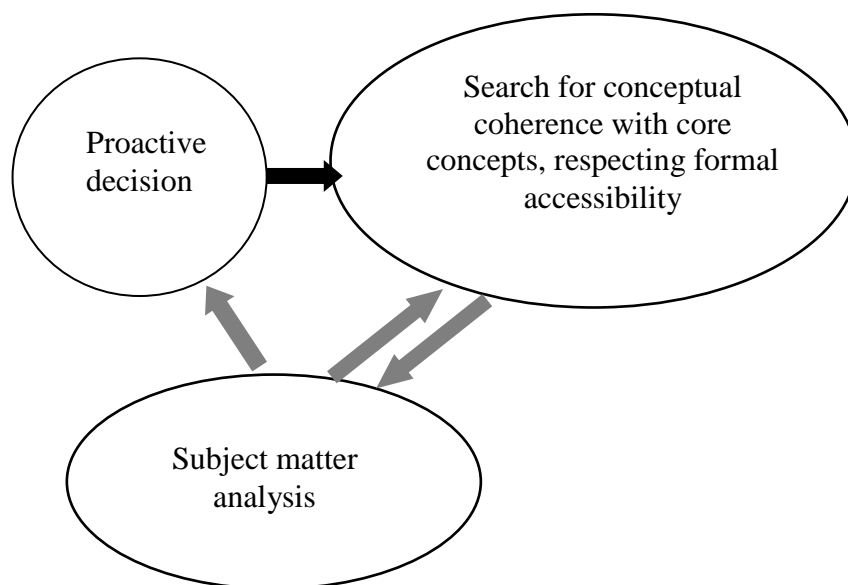 Proactive
decision
Search for conceptual
coherence with core
concepts, respecting formal
accessibility
Subject matter
analysis